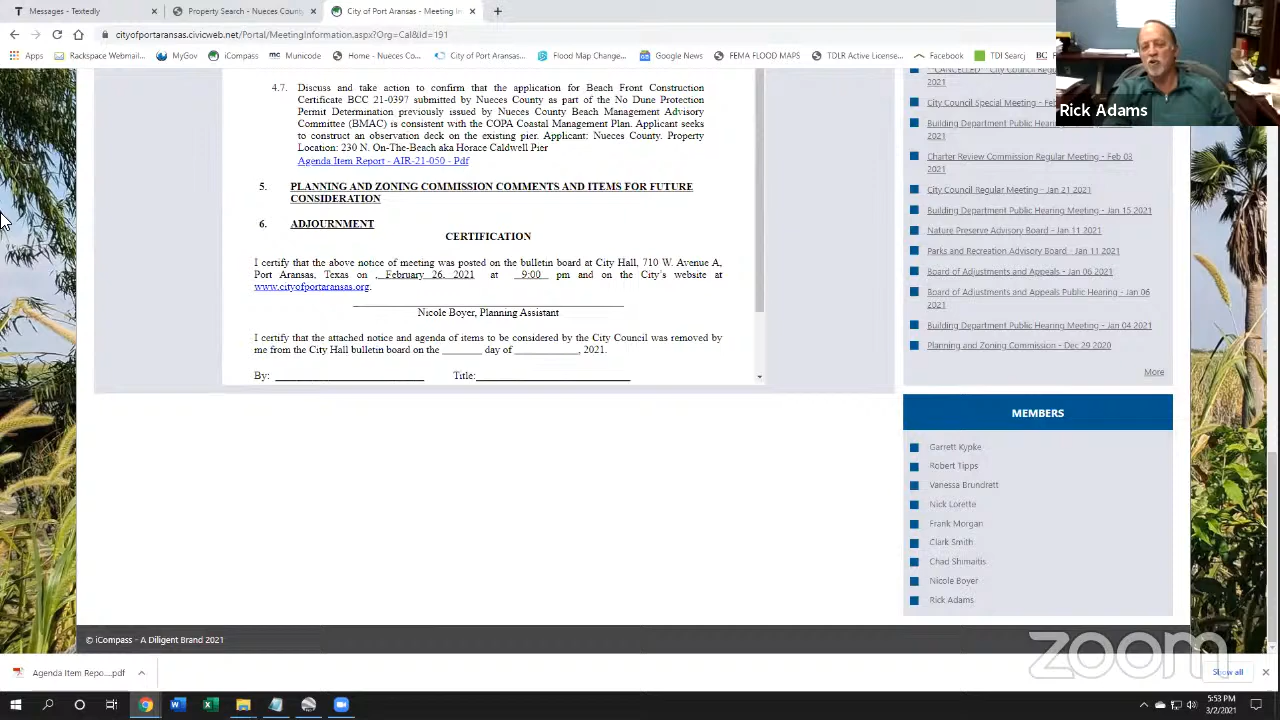 Messages - Textedly
Property Search - Nueces County
City of Port Aransas - Meeting In
cityofportaransas.civicweb.net/Portal/MeetingInformation.aspx?Org=Cal&Id=191
Apps
Rackspace Webmail...
MyGov
iCompass
Municode
Home - Nueces Co...
City of Port Aransas...
Flood Map Change...
Google News
FEMA FLOOD MAPS
TDLR Active License...
Facebook
TDI Search
BC
Rick Adams
4.7. Discuss and take action to confirm that the application for Beach Front Construction
Certificate BCC 21-0397 submitted by Nueces County as part of the No Dune Protection
Permit Determination previously issued by Nueces County Beach Management Advisory
Committee (BMAC) is consistent with the COPA Coastal Management Plan. Applicant seeks
to construct an observation deck on the existing pier. Applicant: Nueces County. Property
Location: 230 N. On-The-Beach aka Horace Caldwell Pier
Agenda Item Report - AIR-21-050 - Pdf
5. PLANNING AND ZONING COMMISSION COMMENTS AND ITEMS FOR FUTURE
CONSIDERATION
6. ADJOURNMENT
CERTIFICATION
I certify that the above notice of meeting was posted on the bulletin board at City Hall, 710 W. Avenue A,
Port Aransas, Texas on , February 26, 2021 at 9:00 pm and on the City's website at
www.cityofportaransas.org.
Nicole Boyer, Planning Assistant
I certify that the attached notice and agenda of items to be considered by the City Council was removed by
me from the City Hall bulletin board on the ________ day of ____________, 2021.
By: ____________________ Title:____________________
**CANCELLED** City Council Regu
2021
City Council Special Meeting - Feb
Building Department Public Hearing
2021
Charter Review Commission Regular Meeting - Feb 03
2021
City Council Regular Meeting - Jan 21 2021
Building Department Public Hearing Meeting - Jan 15 2021
Nature Preserve Advisory Board - Jan 11 2021
Parks and Recreation Advisory Board - Jan 11 2021
Board of Adjustments and Appeals - Jan 06 2021
Board of Adjustments and Appeals Public Hearing - Jan 06
2021
Building Department Public Hearing Meeting - Jan 04 2021
Planning and Zoning Commission - Dec 29 2020
More
MEMBERS
Garrett Kypke
Robert Tipps
Vanessa Brundrett
Nick Lorette
Frank Morgan
Clark Smith
Chad Shimaitis
Nicole Boyer
Rick Adams
© iCompass - A Diligent Brand 2021
zoom
Agenda Item Repo....pdf
Show all
5:53 PM
3/2/2021